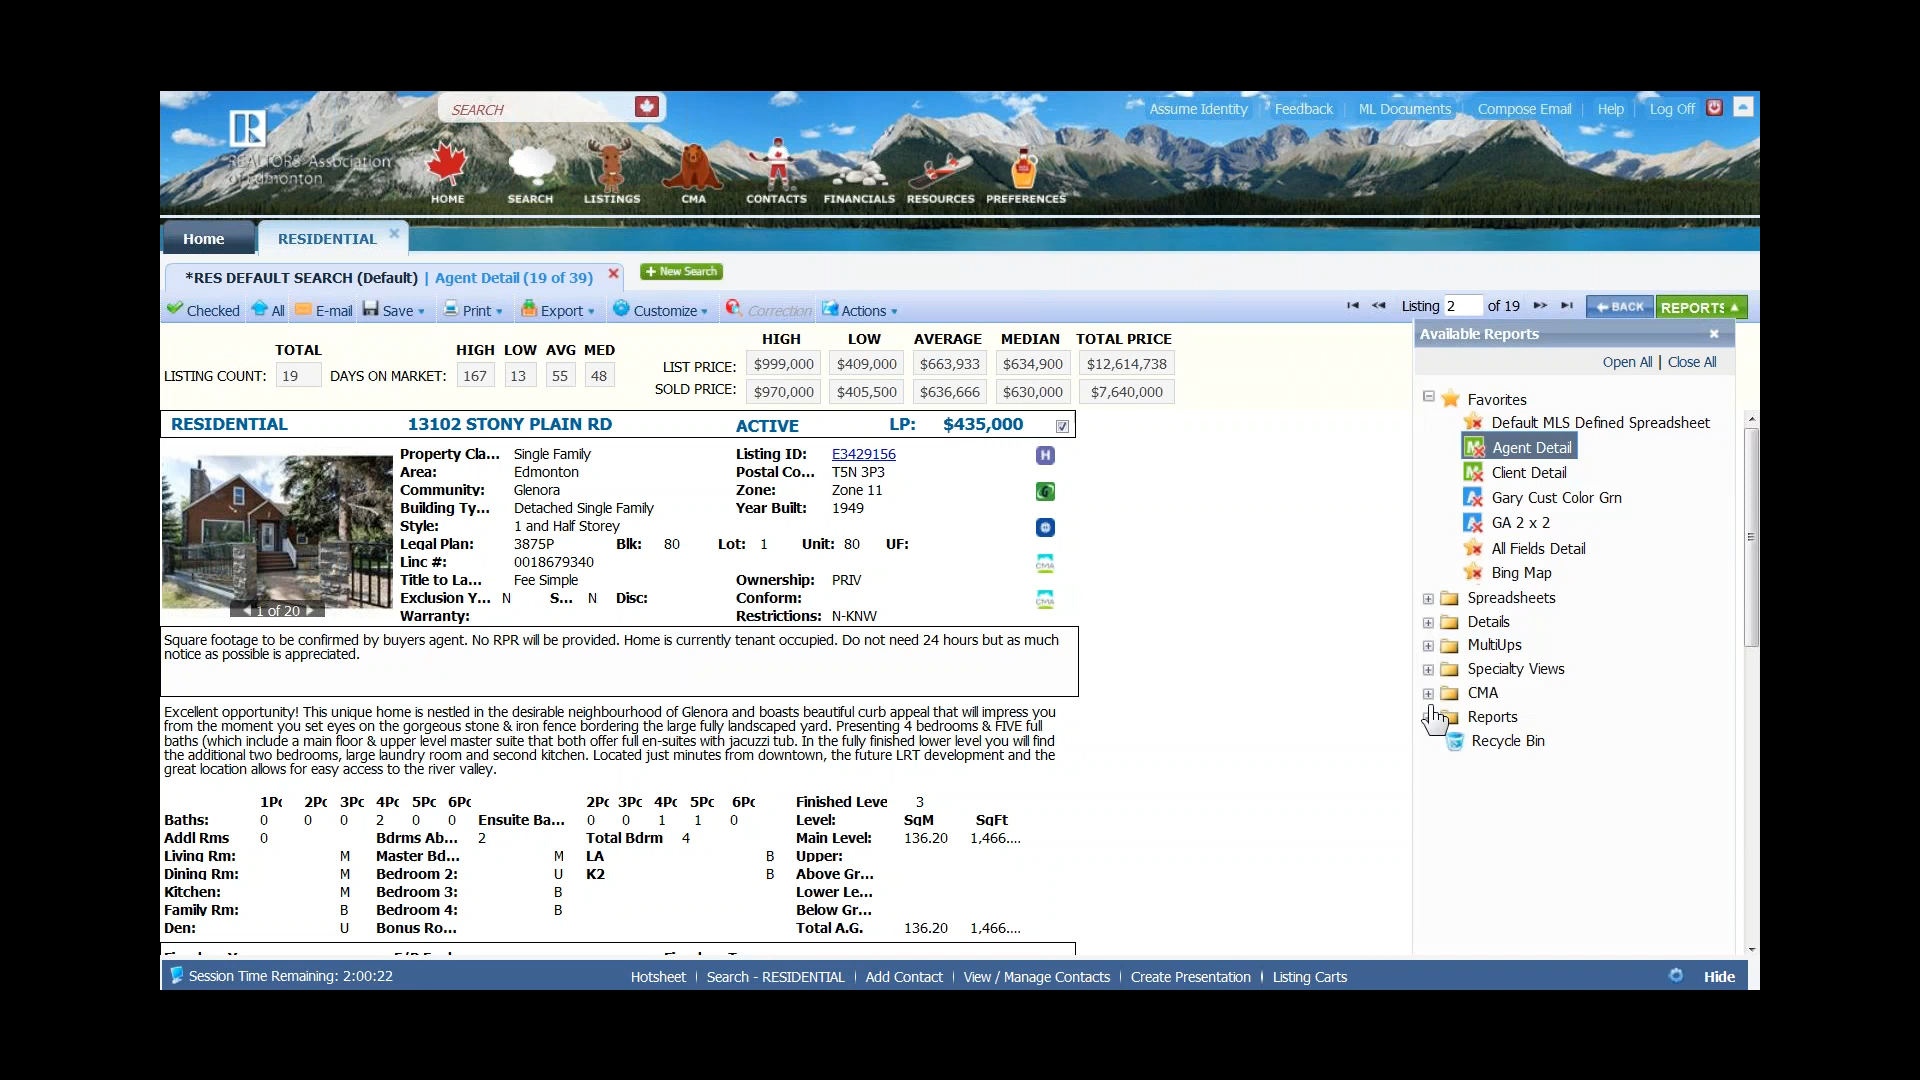 SEARCH
Assume Identity
Feedback
ML Documents
Compose Email
Help
Log Off
REALTORS Association
of Edmonton
HOME
SEARCH
LISTINGS
CMA
CONTACTS
FINANCIALS
RESOURCES
PREFERENCES
Home
RESIDENTIAL
*RES DEFAULT SEARCH (Default) | Agent Detail (19 of 39)
+ New Search
Checked
All
E-mail
Save
Print
Export
Customize
Correction
Actions
Listing 2 of 19
BACK
REPORTS
TOTAL HIGH LOW AVG MED
LISTING COUNT: 19 DAYS ON MARKET: 167 13 55 48
HIGH LOW AVERAGE MEDIAN TOTAL PRICE
LIST PRICE: $999,000 $409,000 $663,933 $634,900 $12,614,738
SOLD PRICE: $970,000 $405,500 $636,666 $630,000 $7,640,000
RESIDENTIAL 13102 STONY PLAIN RD ACTIVE LP: $435,000
Property Cla... Single Family Listing ID: E3429156
Area: Edmonton Postal Co... T5N 3P3
Community: Glenora Zone: Zone 11
Building Ty... Detached Single Family Year Built: 1949
Style: 1 and Half Storey
Legal Plan: 3875P Blk: 80 Lot: 1 Unit: 80 UF:
Linc #: 0018679340
Title to La... Fee Simple Ownership: PRIV
Exclusion Y... N S... N Disc: Conform:
Warranty: Restrictions: N-KNW
H
CMA
CMA
1 of 20
Square footage to be confirmed by buyers agent. No RPR will be provided. Home is currently tenant occupied. Do not need 24 hours but as much
notice as possible is appreciated.
Excellent opportunity! This unique home is nestled in the desirable neighbourhood of Glenora and boasts beautiful curb appeal that will impress you
from the moment you set eyes on the gorgeous stone & iron fence bordering the large fully landscaped yard. Presenting 4 bedrooms & FIVE full
baths (which include a main floor & upper level master suite that both offer full en-suites with jacuzzi tub. In the fully finished lower level you will find
the additional two bedrooms, large laundry room and second kitchen. Located just minutes from downtown, the future LRT development and the
great location allows for easy access to the river valley.
1Pc 2Pc 3Pc 4Pc 5Pc 6Pc 2Pc 3Pc 4Pc 5Pc 6Pc Finished Leve 3
Baths: 0 0 0 2 0 0 Ensuite Ba... 0 0 1 1 0 Level: SqM SqFt
Addl Rms 0 Bdrms Ab... 2 Total Bdrm 4 Main Level: 136.20 1,466....
Living Rm: M Master Bd... M LA B Upper:
Dining Rm: M Bedroom 2: U K2 B Above Gr...
Kitchen: M Bedroom 3: B Lower Le...
Family Rm: B Bedroom 4: B Below Gr...
Den: U Bonus Ro... Total A.G. 136.20 1,466....
Available Reports
Open All | Close All
Favorites
Default MLS Defined Spreadsheet
Agent Detail
Client Detail
Gary Cust Color Grn
GA 2 x 2
All Fields Detail
Bing Map
Spreadsheets
Details
MultiUps
Specialty Views
CMA
Reports
Recycle Bin
Session Time Remaining: 2:00:22
Hotsheet | Search - RESIDENTIAL | Add Contact | View / Manage Contacts | Create Presentation | Listing Carts
Hide